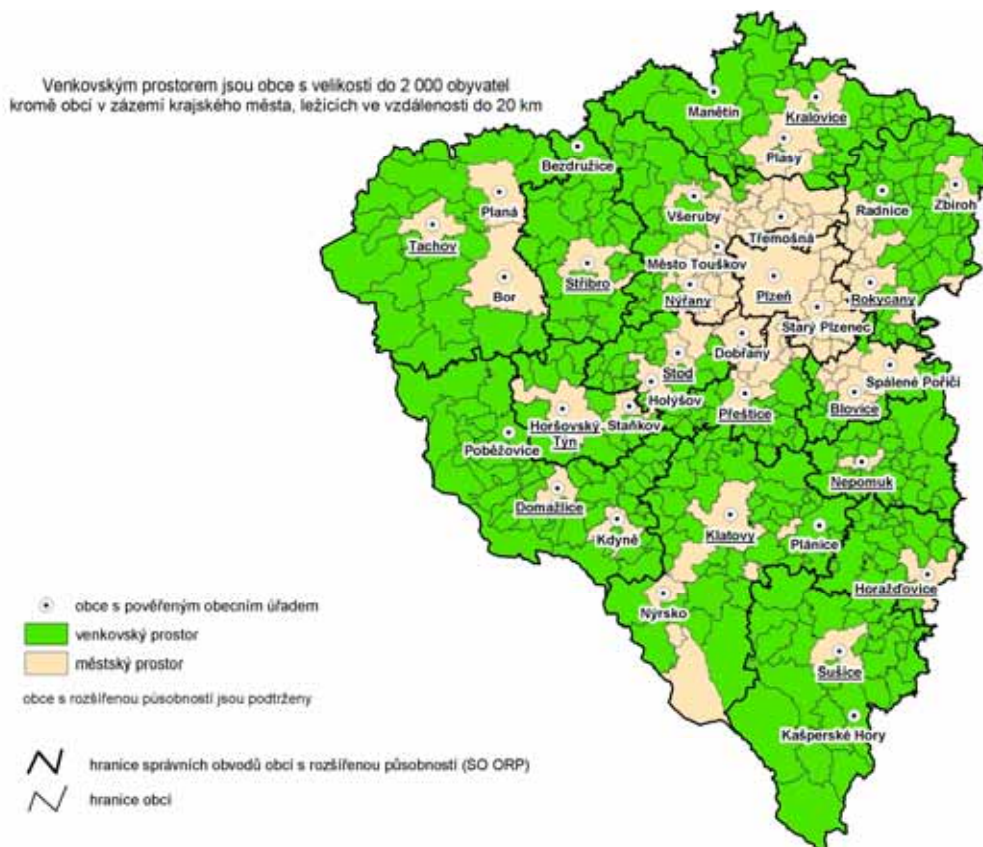 Venkovským prostorem jsou obce s velikostí do 2 000 obyvatel
kromě obcí v zázemí krajského města, ležících ve vzdálenosti do 20 km
Manětín
Kralovice
Plasy
Bezdružice
Planá
Všeruby
Radnice
Zbiroh
Tachov
Třemošná
Město Touškov
Stříbro
Bor
Nýřany
Plzeň
Rokycany
Starý Plzenec
Dobřany
Stod
Spálené Poříčí
Holýšov
Přeštice
Blovice
Horšovský
Týn
Staňkov
Poběžovice
Nepomuk
Domažlice
Klatovy
Kdyně
Plánice
Horažďovice
Nýrsko
Sušice
Kašperské Hory
obce s pověřeným obecním úřadem
venkovský prostor
městský prostor
obce s rozšířenou působností jsou podtrženy
hranice správních obvodů obcí s rozšířenou působností (SO ORP)
hranice obcí